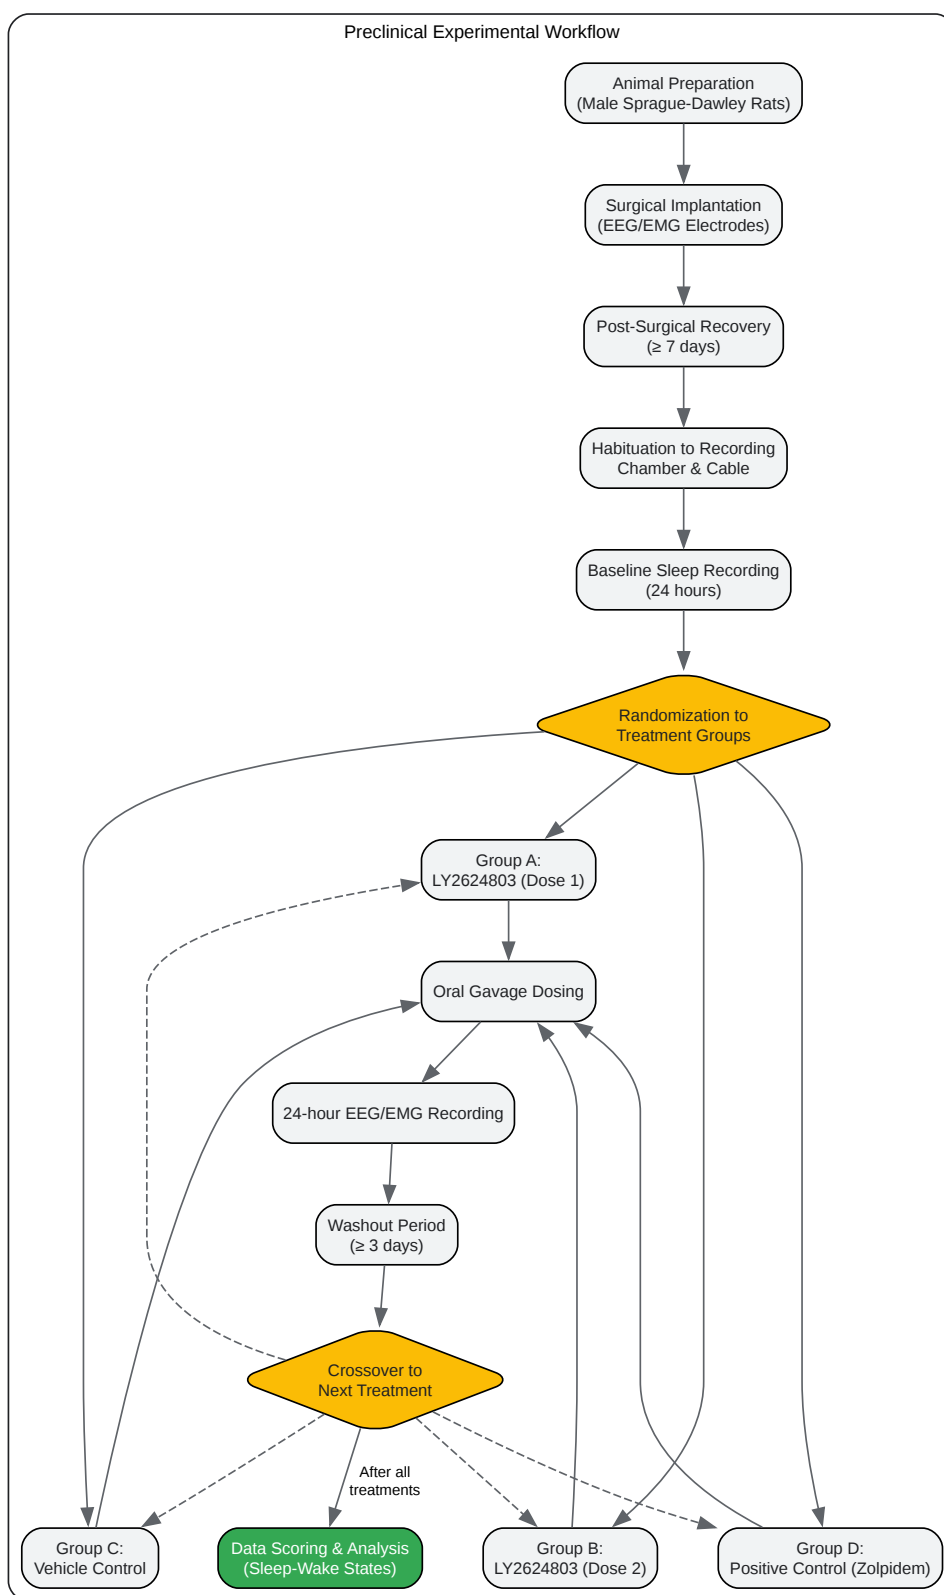 Preclinical Experimental Workflow
Animal Preparation
(Male Sprague-Dawley Rats)
Surgical Implantation
(EEG/EMG Electrodes)
Post-Surgical Recovery
(≥ 7 days)
Habituation to Recording
Chamber & Cable
Baseline Sleep Recording
(24 hours)
Randomization to
Treatment Groups
Group A:
LY2624803 (Dose 1)
Oral Gavage Dosing
24-hour EEG/EMG Recording
Washout Period
(≥ 3 days)
Crossover to
Next Treatment
After all
treatments
Group C:
Vehicle Control
Data Scoring & Analysis
(Sleep-Wake States)
Group B:
LY2624803 (Dose 2)
Group D:
Positive Control (Zolpidem)